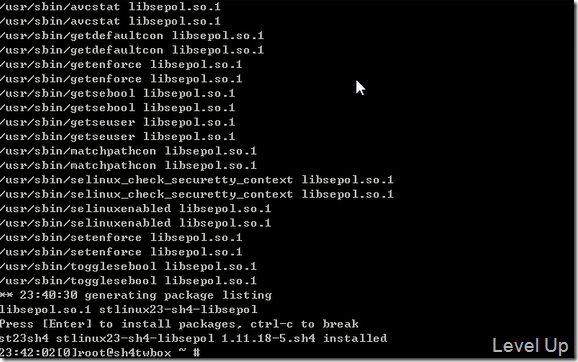 /usr/sbin/avcstat libsepol.so.1
/usr/sbin/avcstat libsepol.so.1
/usr/sbin/getdefaultcon libsepol.so.1
/usr/sbin/getdefaultcon libsepol.so.1
/usr/sbin/getenforce libsepol.so.1
/usr/sbin/getenforce libsepol.so.1
/usr/sbin/getsebool libsepol.so.1
/usr/sbin/getsebool libsepol.so.1
/usr/sbin/getseuser libsepol.so.1
/usr/sbin/getseuser libsepol.so.1
/usr/sbin/matchpathcon libsepol.so.1
/usr/sbin/matchpathcon libsepol.so.1
/usr/sbin/selinux_check_securetty_context libsepol.so.1
/usr/sbin/selinux_check_securetty_context libsepol.so.1
/usr/sbin/selinuxenabled libsepol.so.1
/usr/sbin/selinuxenabled libsepol.so.1
/usr/sbin/setenforce libsepol.so.1
/usr/sbin/setenforce libsepol.so.1
/usr/sbin/togglesebool libsepol.so.1
/usr/sbin/togglesebool libsepol.so.1
** 23:40:30 generating package listing
libsepol.so.1 stlinux23-sh4-libsepol
Press [Enter] to install packages, ctrl-c to break
st23sh4 stlinux23-sh4-libsepol 1.11.18-5.sh4 installed
23:42:02[0]root@sh4twbox ~ #
Level Up